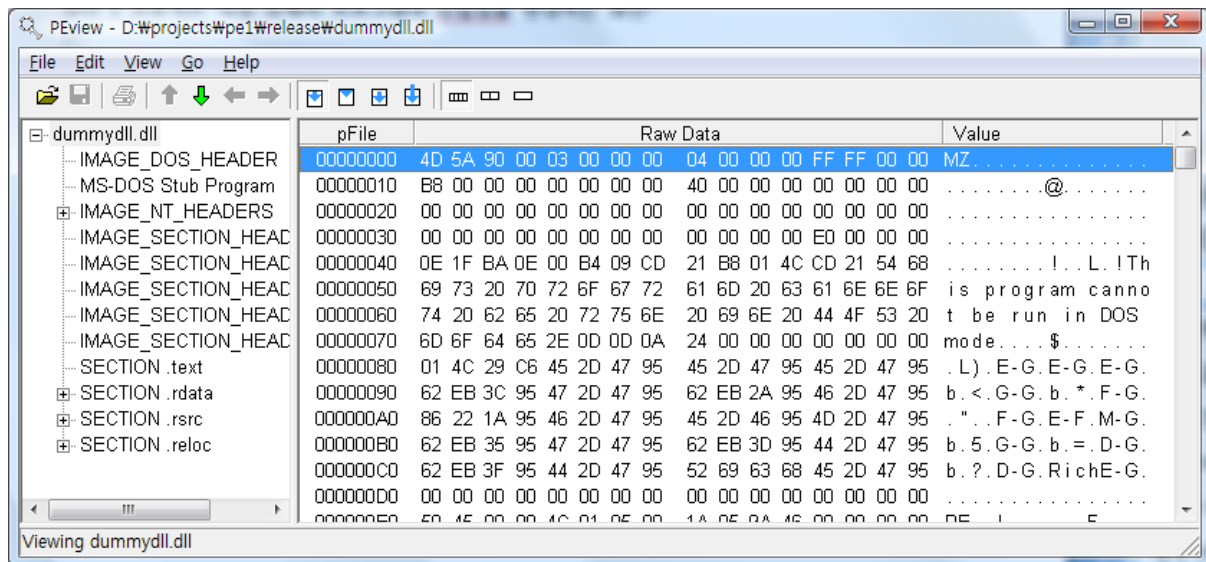 PEview - D:₩projects₩pe1₩release₩dummydll.dll
File Edit View Go Help
dummydll.dll
IMAGE_DOS_HEADER
MS-DOS Stub Program
IMAGE_NT_HEADERS
IMAGE_SECTION_HEAD
IMAGE_SECTION_HEAD
IMAGE_SECTION_HEAD
IMAGE_SECTION_HEAD
IMAGE_SECTION_HEAD
SECTION .text
SECTION .rdata
SECTION .rsrc
SECTION .reloc
pFile Raw Data Value
00000000 4D 5A 90 00 03 00 00 00 04 00 00 00 FF FF 00 00 MZ..............
00000010 B8 00 00 00 00 00 00 00 40 00 00 00 00 00 00 00 ........@.......
00000020 00 00 00 00 00 00 00 00 00 00 00 00 00 00 00 00 ................
00000030 00 00 00 00 00 00 00 00 00 00 00 00 E0 00 00 00 ................
00000040 0E 1F BA 0E 00 B4 09 CD 21 B8 01 4C CD 21 54 68 ........!..L.!Th
00000050 69 73 20 70 72 6F 67 72 61 6D 20 63 61 6E 6E 6F is program canno
00000060 74 20 62 65 20 72 75 6E 20 69 6E 20 44 4F 53 20 t be run in DOS
00000070 6D 6F 64 65 2E 0D 0D 0A 24 00 00 00 00 00 00 00 mode....$.......
00000080 01 4C 29 C6 45 2D 47 95 45 2D 47 95 45 2D 47 95 .L).E-G.E-G.E-G.
00000090 62 EB 3C 95 47 2D 47 95 62 EB 2A 95 46 2D 47 95 b.<.G-G.b.*.F-G.
000000A0 86 22 1A 95 46 2D 47 95 45 2D 46 95 4D 2D 47 95 ."..F-G.E-F.M-G.
000000B0 62 EB 35 95 47 2D 47 95 62 EB 3D 95 44 2D 47 95 b.5.G-G.b.=.D-G.
000000C0 62 EB 3F 95 44 2D 47 95 52 69 63 68 45 2D 47 95 b.?.D-G.RichE-G.
000000D0 00 00 00 00 00 00 00 00 00 00 00 00 00 00 00 00 ................
Viewing dummydll.dll